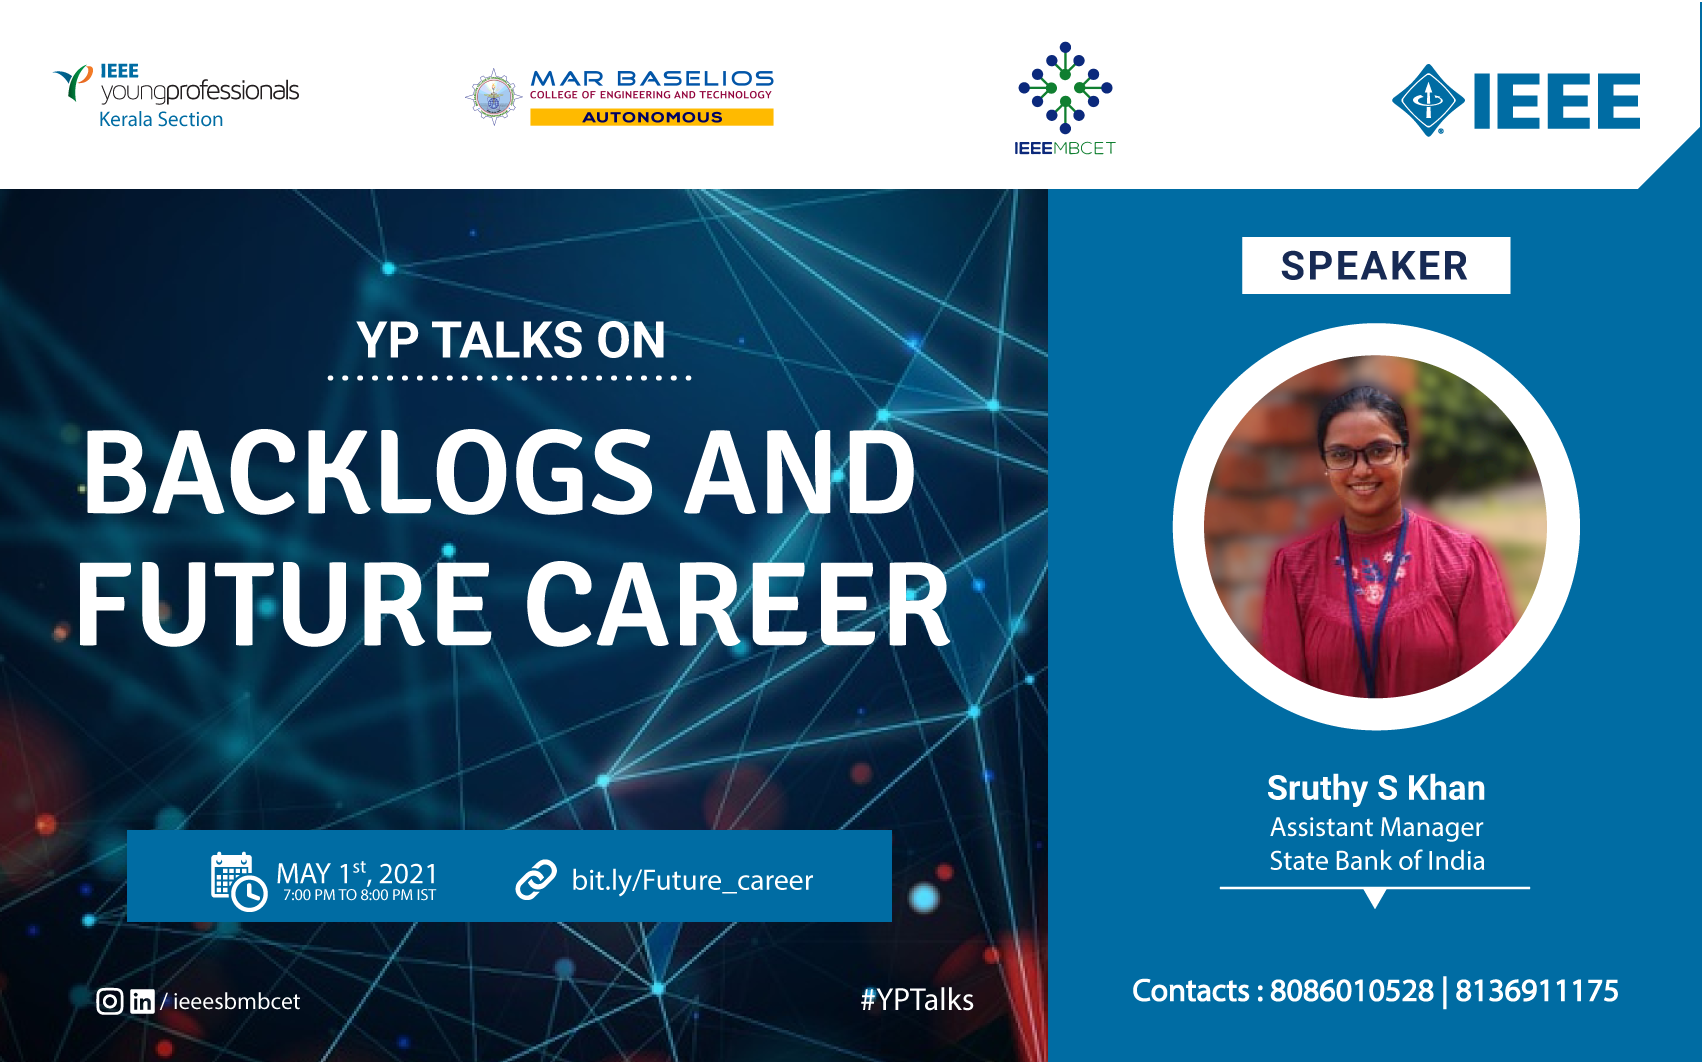 IEEE
youngprofessionals
Kerala Section
MAR BASELIOS
COLLEGE OF ENGINEERING AND TECHNOLOGY
AUTONOMOUS
IEEEMBCET
IEEE
YP TALKS ON
BACKLOGS AND
FUTURE CAREER
MAY 1st, 2021
7:00 PM TO 8:00 PM IST
bit.ly/Future_career
/ ieeesbmbcet
#YPTalks
SPEAKER
Sruthy S Khan
Assistant Manager
State Bank of India
Contacts : 8086010528 | 8136911175